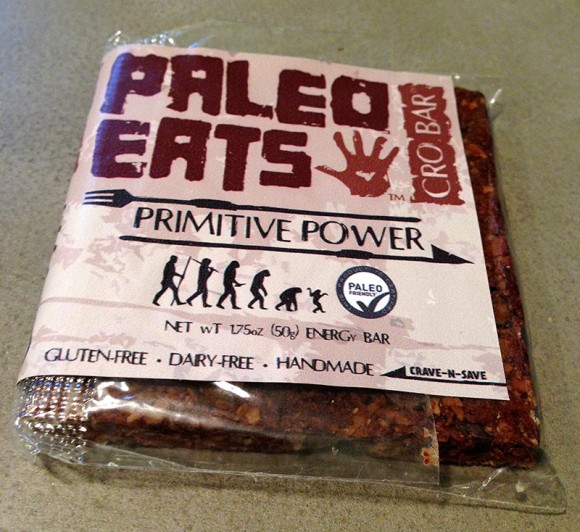 PALEO
EATS
TM
CRO BAR
PRIMITIVE POWER
PALEO
FRIENDLY
NET WT 1.75oz (50g) ENERGY BAR
GLUTEN-FREE • DAIRY-FREE • HANDMADE
CRAVE-N-SAVE